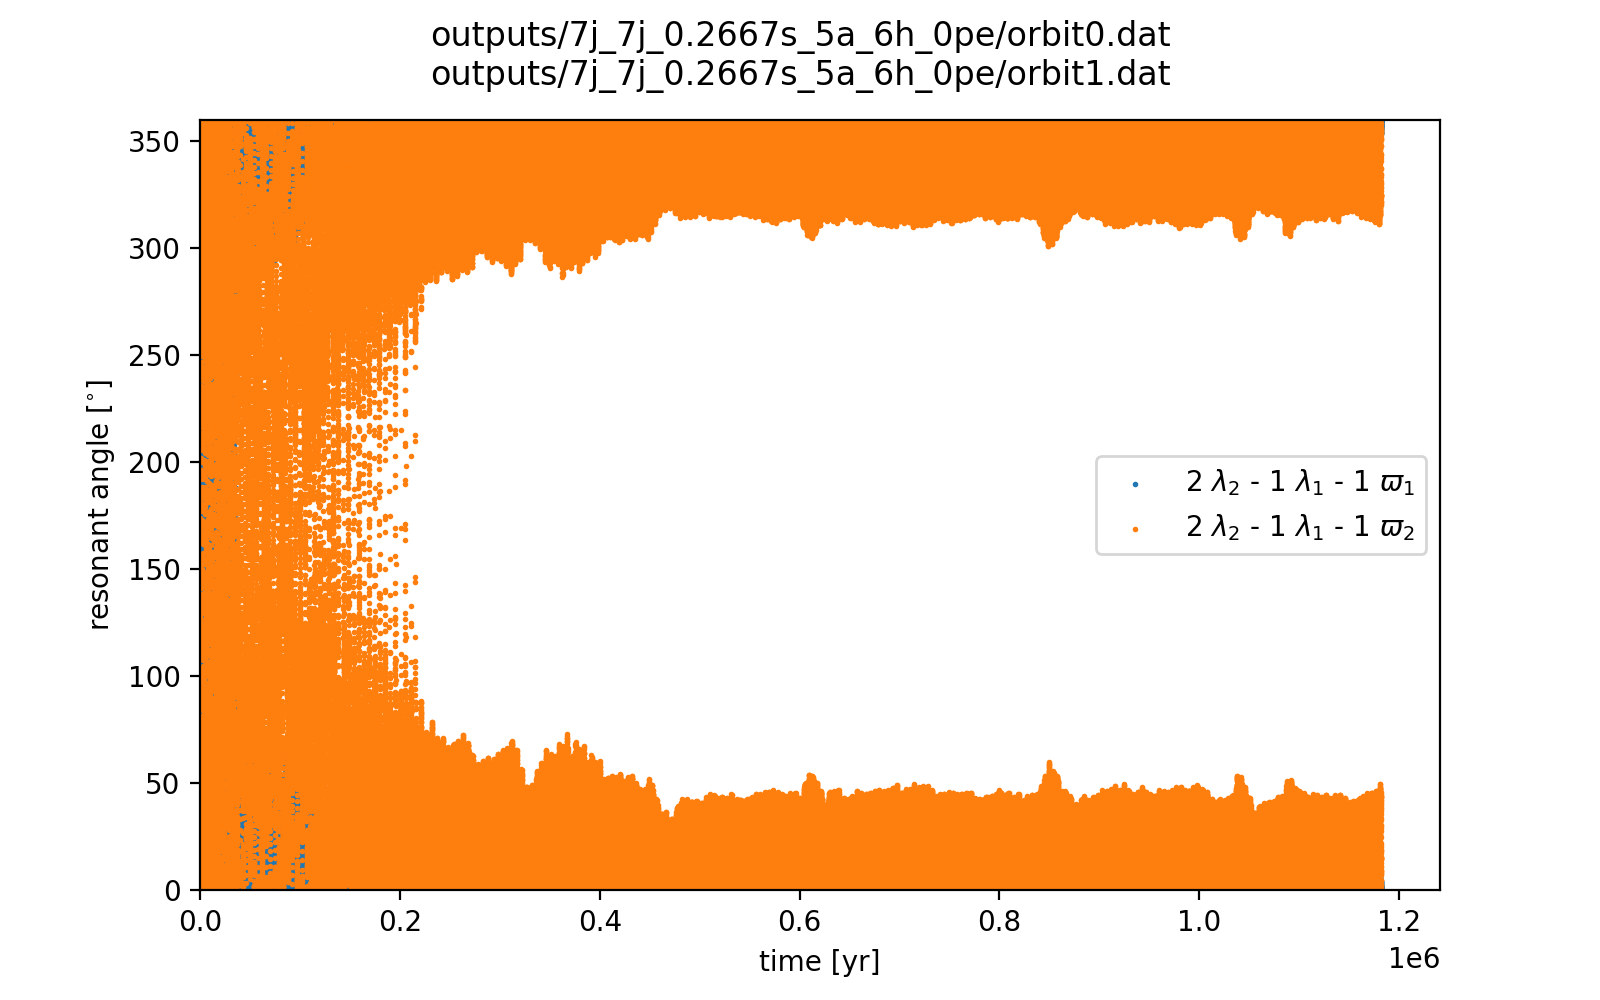 outputs/7j_7j_0.2667s_5a_6h_0pe/orbit0.dat
outputs/7j_7j_0.2667s_5a_6h_0pe/orbit1.dat
350
300
250
200
150
100
50
0
resonant angle [°]
2 λ₂ - 1 λ₁ - 1 ϖ₁
2 λ₂ - 1 λ₁ - 1 ϖ₂
0.0 0.2 0.4 0.6 0.8 1.0 1.2
time [yr]
1e6